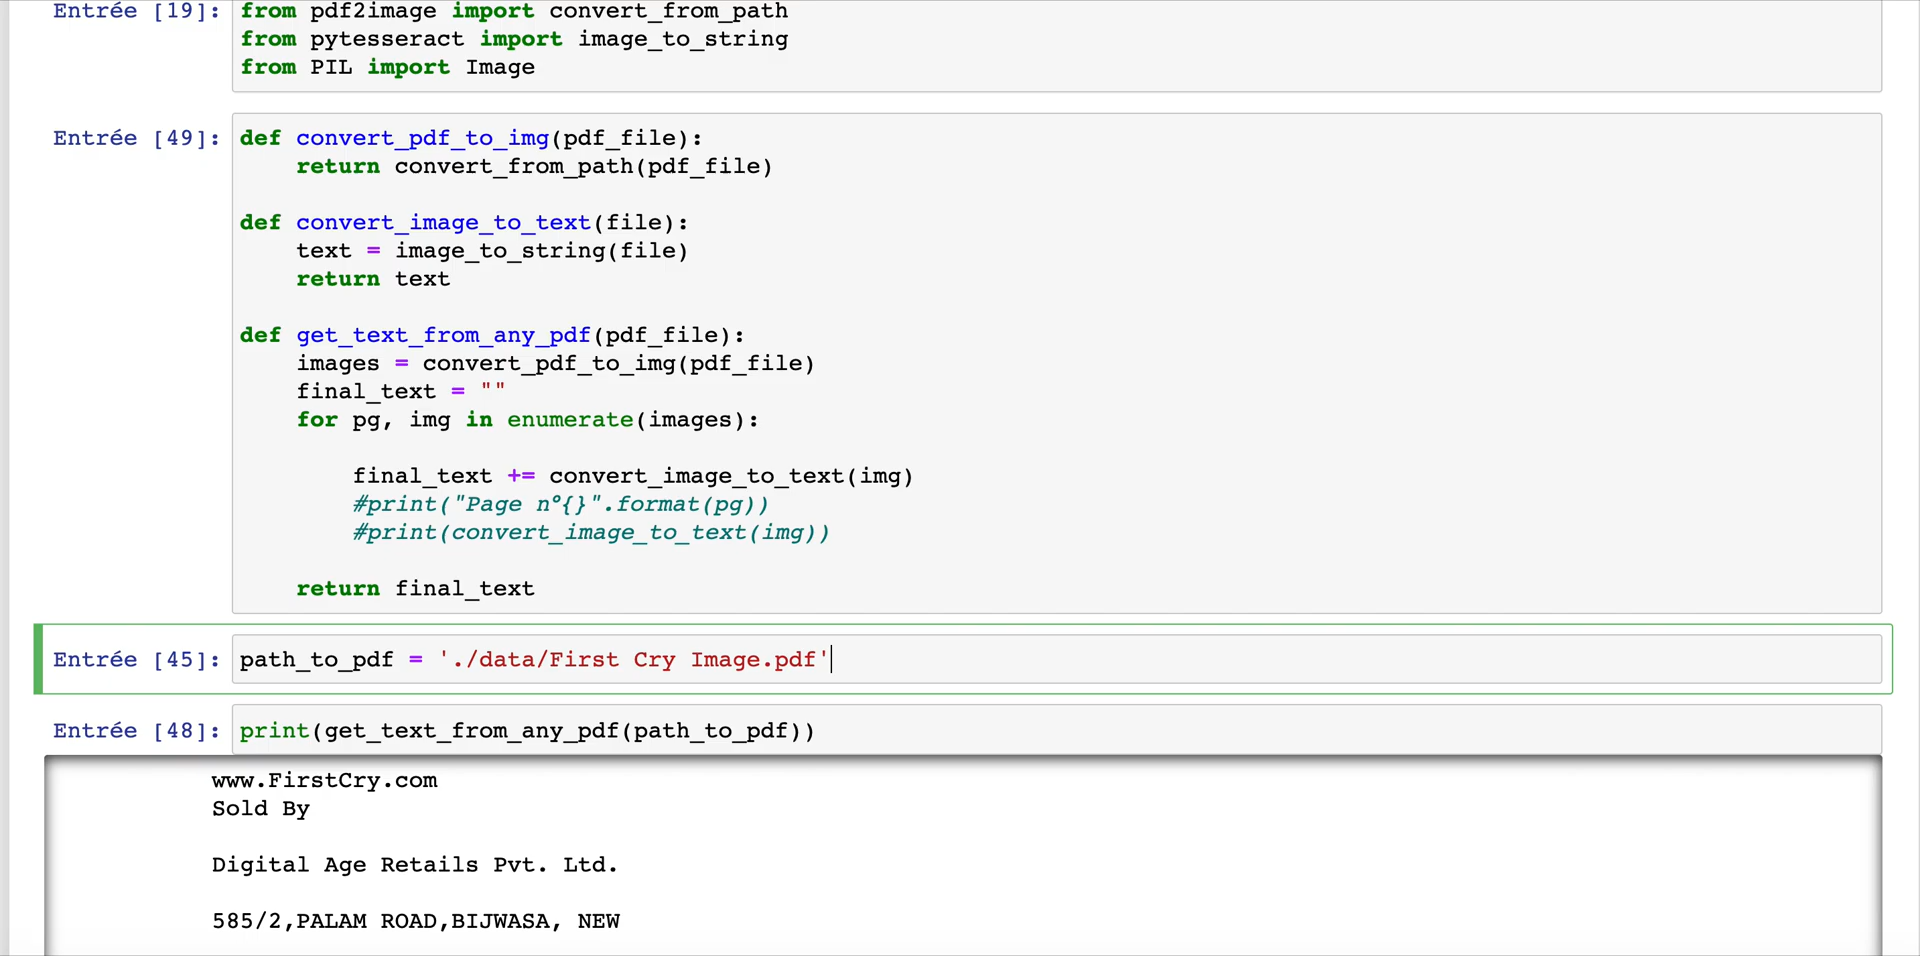 Entrée [19]: from pdf2image import convert_from_path
from pytesseract import image_to_string
from PIL import Image
Entrée [49]: def convert_pdf_to_img(pdf_file):
    return convert_from_path(pdf_file)

def convert_image_to_text(file):
    text = image_to_string(file)
    return text

def get_text_from_any_pdf(pdf_file):
    images = convert_pdf_to_img(pdf_file)
    final_text = ""
    for pg, img in enumerate(images):

        final_text += convert_image_to_text(img)
        #print("Page n°{}".format(pg))
        #print(convert_image_to_text(img))

    return final_text
Entrée [45]: path_to_pdf = './data/First Cry Image.pdf'
Entrée [48]: print(get_text_from_any_pdf(path_to_pdf))
www.FirstCry.com
Sold By

Digital Age Retails Pvt. Ltd.

585/2,PALAM ROAD,BIJWASA, NEW